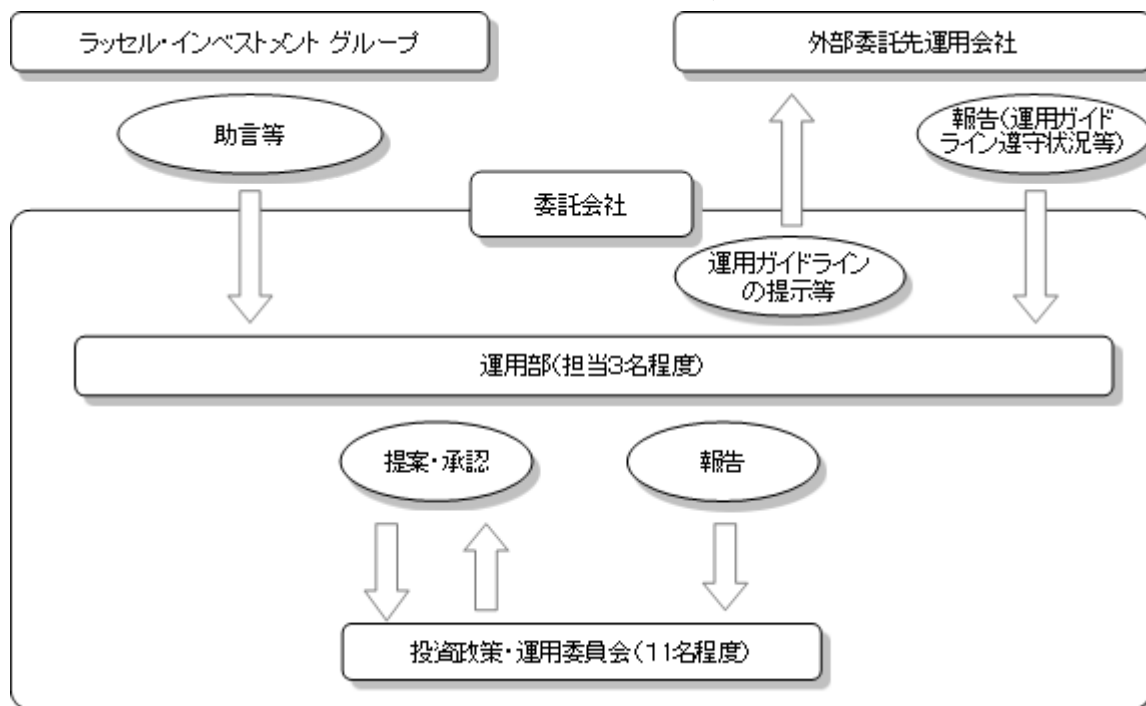 ラッセル・インベストメント グループ
外部委託先運用会社
助言等
報告(運用ガイド
ライン遵守状況等)
委託会社
運用ガイドライン
の提示等
運用部(担当3名程度)
提案・承認
報告
投資政策・運用委員会(11名程度)